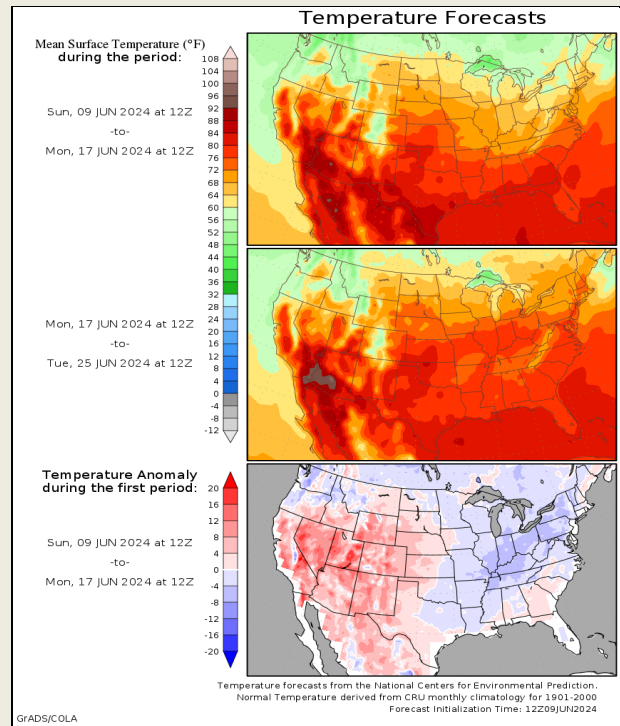 Temperature Forecasts
Mean Surface Temperature (°F)
during the period:
108
104
100
96
92
88
84
80
76
72
68
64
60
56
52
48
44
40
36
32
28
24
20
16
12
8
4
0
-4
-8
-12
Sun, 09 JUN 2024 at 12Z
-to-
Mon, 17 JUN 2024 at 12Z
Mon, 17 JUN 2024 at 12Z
-to-
Tue, 25 JUN 2024 at 12Z
Temperature Anomaly
during the first period:
20
16
12
8
4
0
-4
-8
-12
-16
-20
Sun, 09 JUN 2024 at 12Z
-to-
Mon, 17 JUN 2024 at 12Z
Temperature forecasts from the National Centers for Environmental Prediction.
Normal Temperature derived from CRU monthly climatology for 1901-2000
Forecast Initialization Time: 12Z09JUN2024
GrADS/COLA